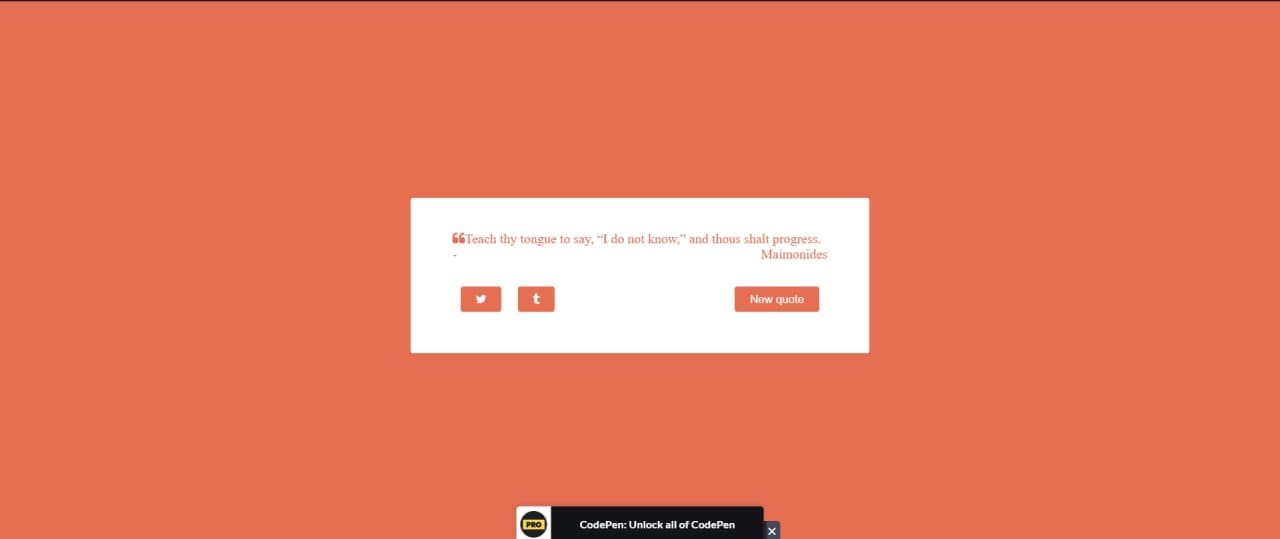 “Teach thy tongue to say, “I do not know,” and thous shalt progress.
- Maimonides
t
New quote
PRO CodePen: Unlock all of CodePen